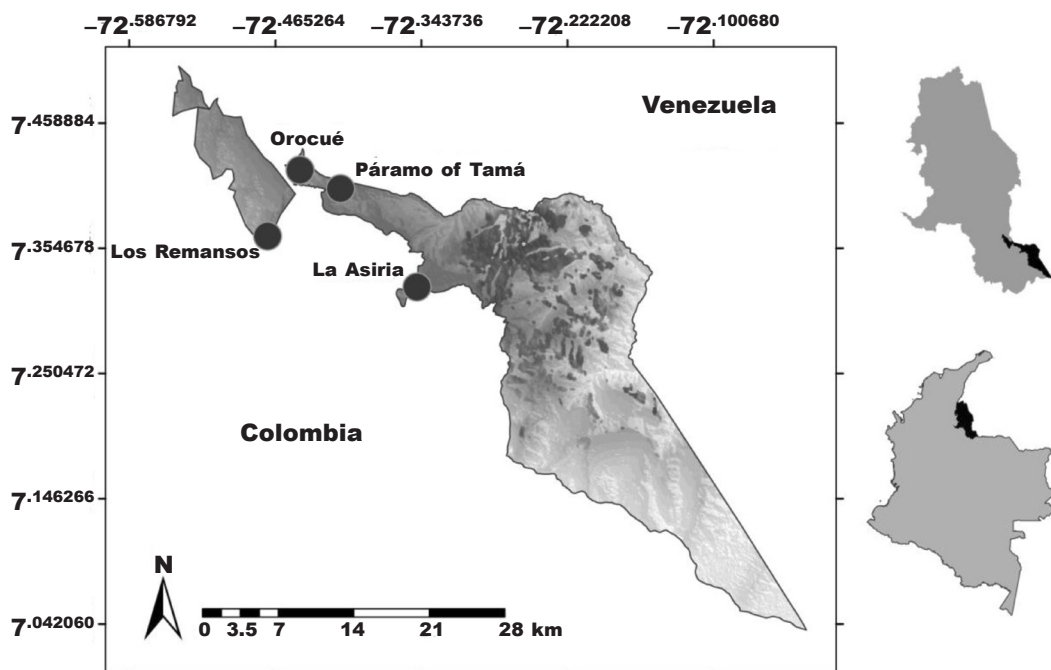 −72.586792 −72.465264 −72.343736 −72.222208 −72.100680
Venezuela
7.458884
Orocué
Páramo of Tamá
7.354678
Los Remansos
La Asiria
7.250472
Colombia
7.146266
N
7.042060
0 3.5 7 14 21 28 km